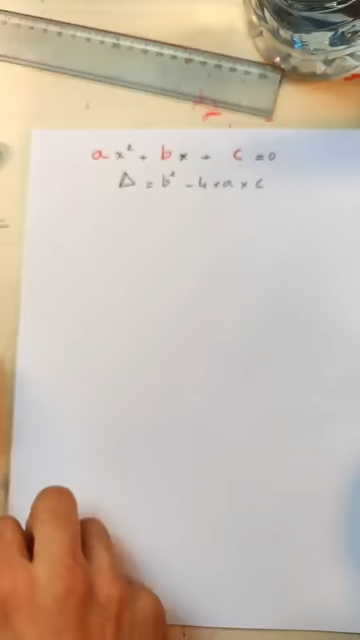 ax² + bx + c = 0
Δ = b² - 4 × a × c